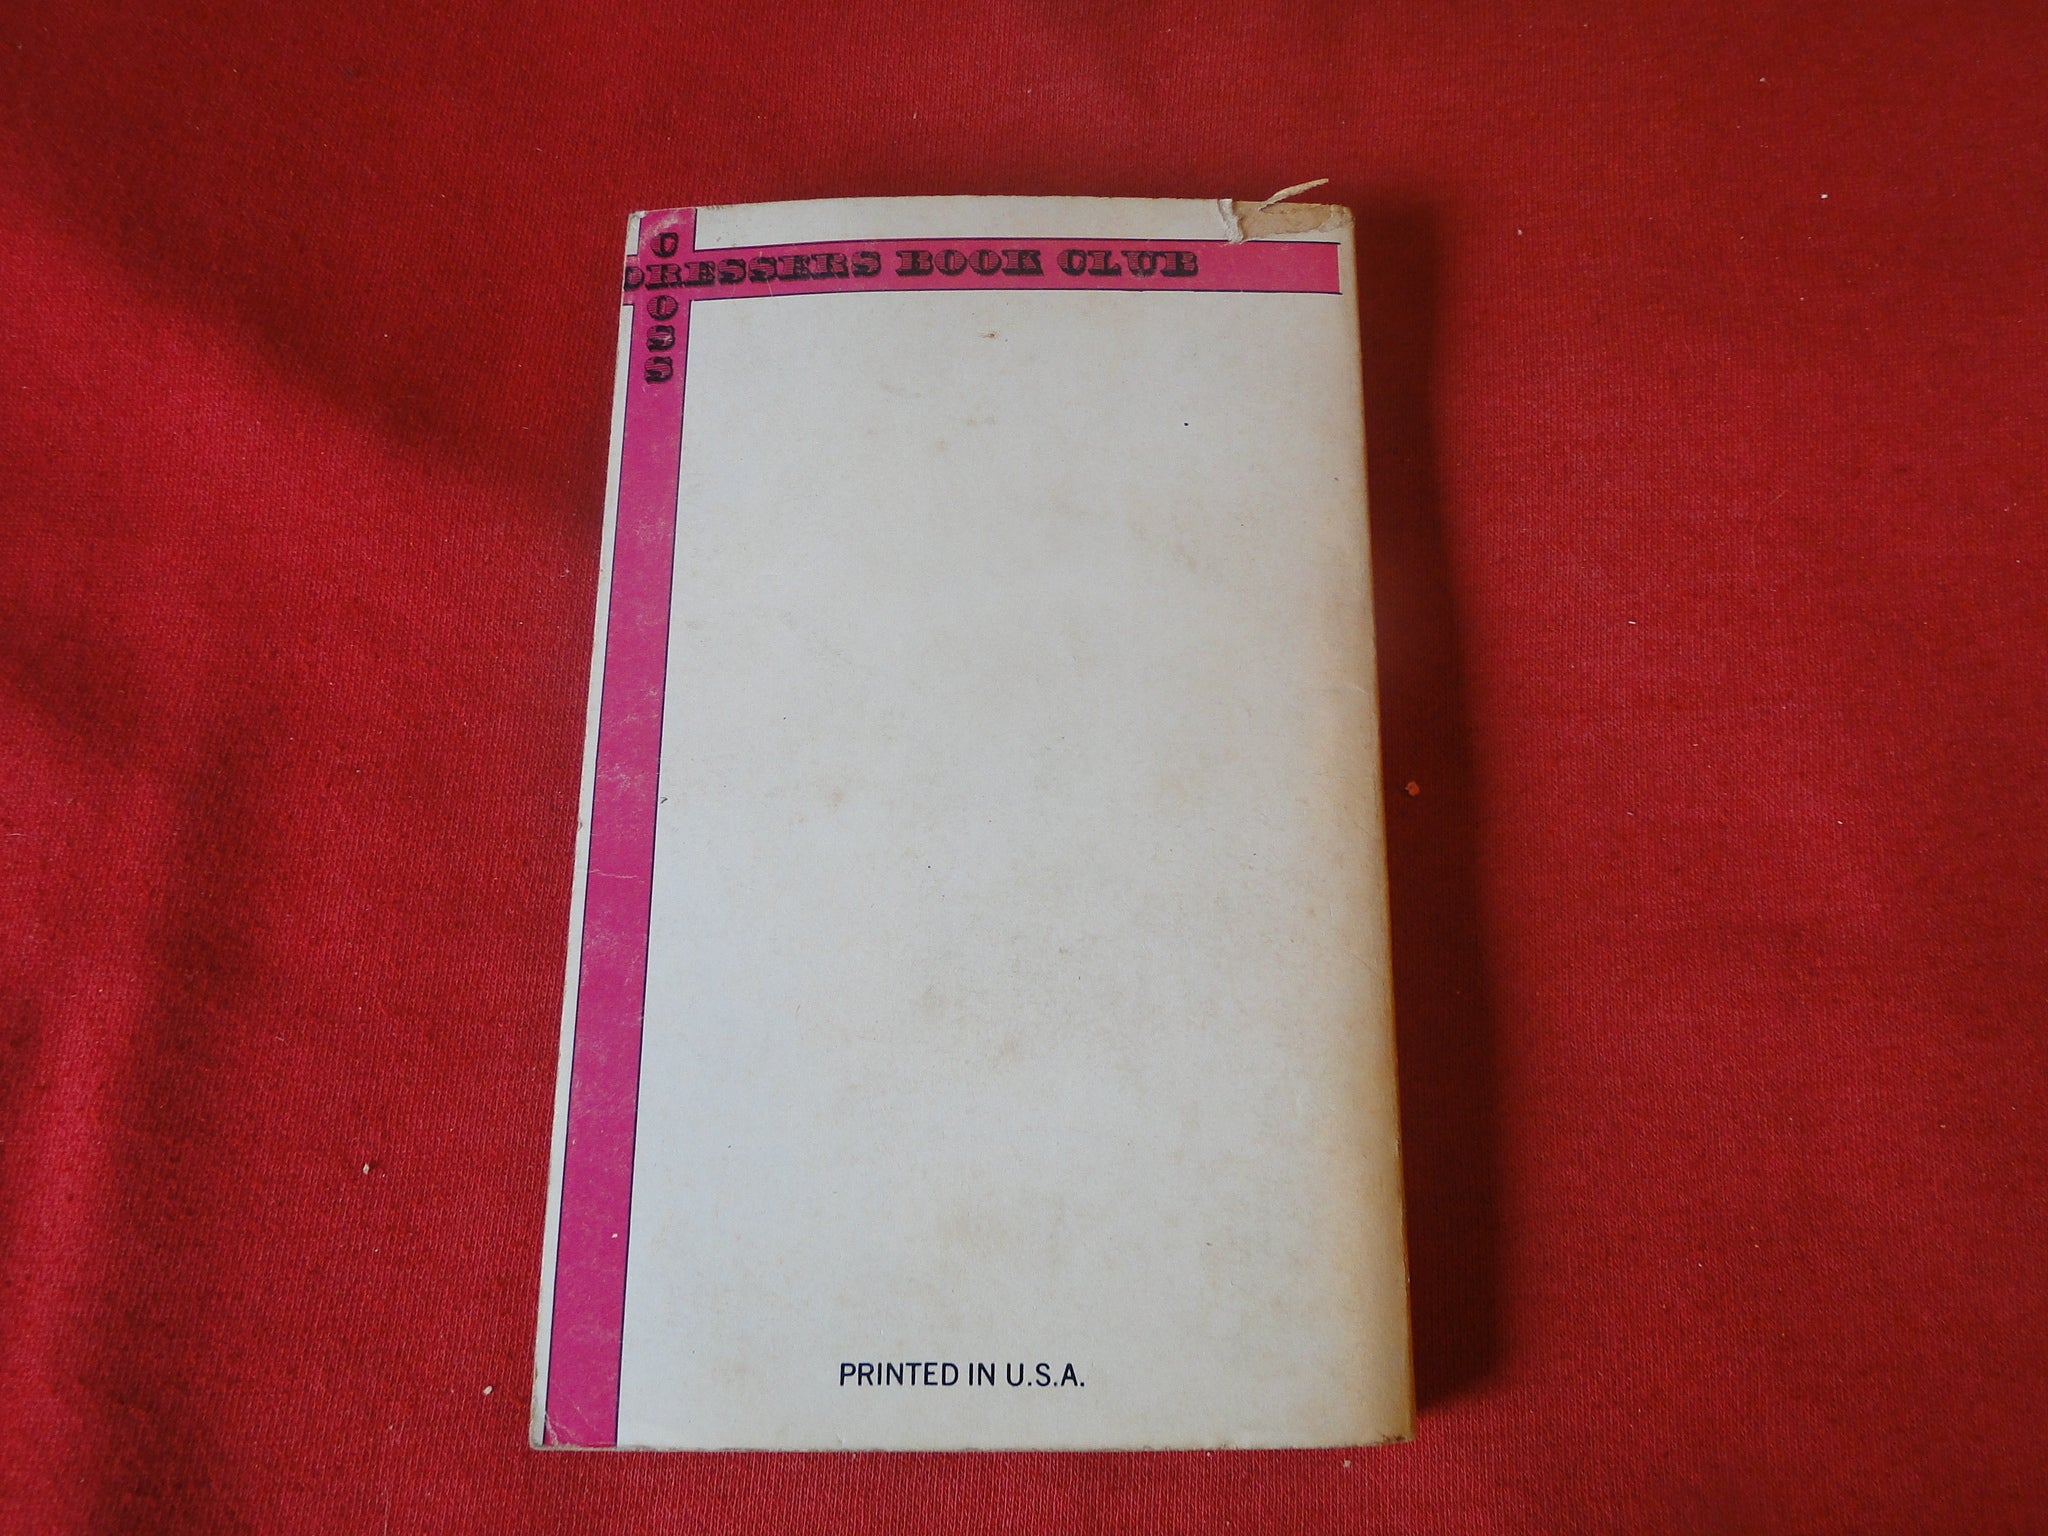 CROSS
DRESSERS BOOK CLUB
PRINTED IN U.S.A.